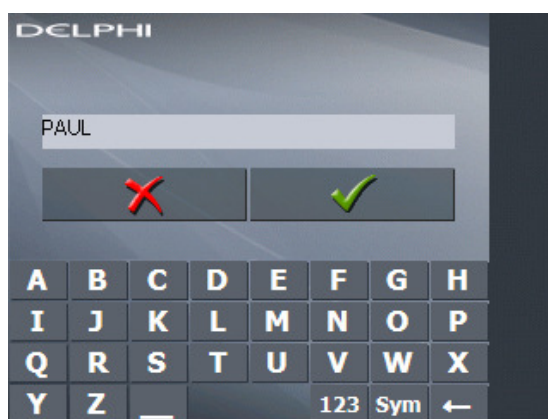 DELPHI
PAUL
A B C D E F G H
I J K L M N O P
Q R S T U V W X
Y Z _ 123 Sym ←